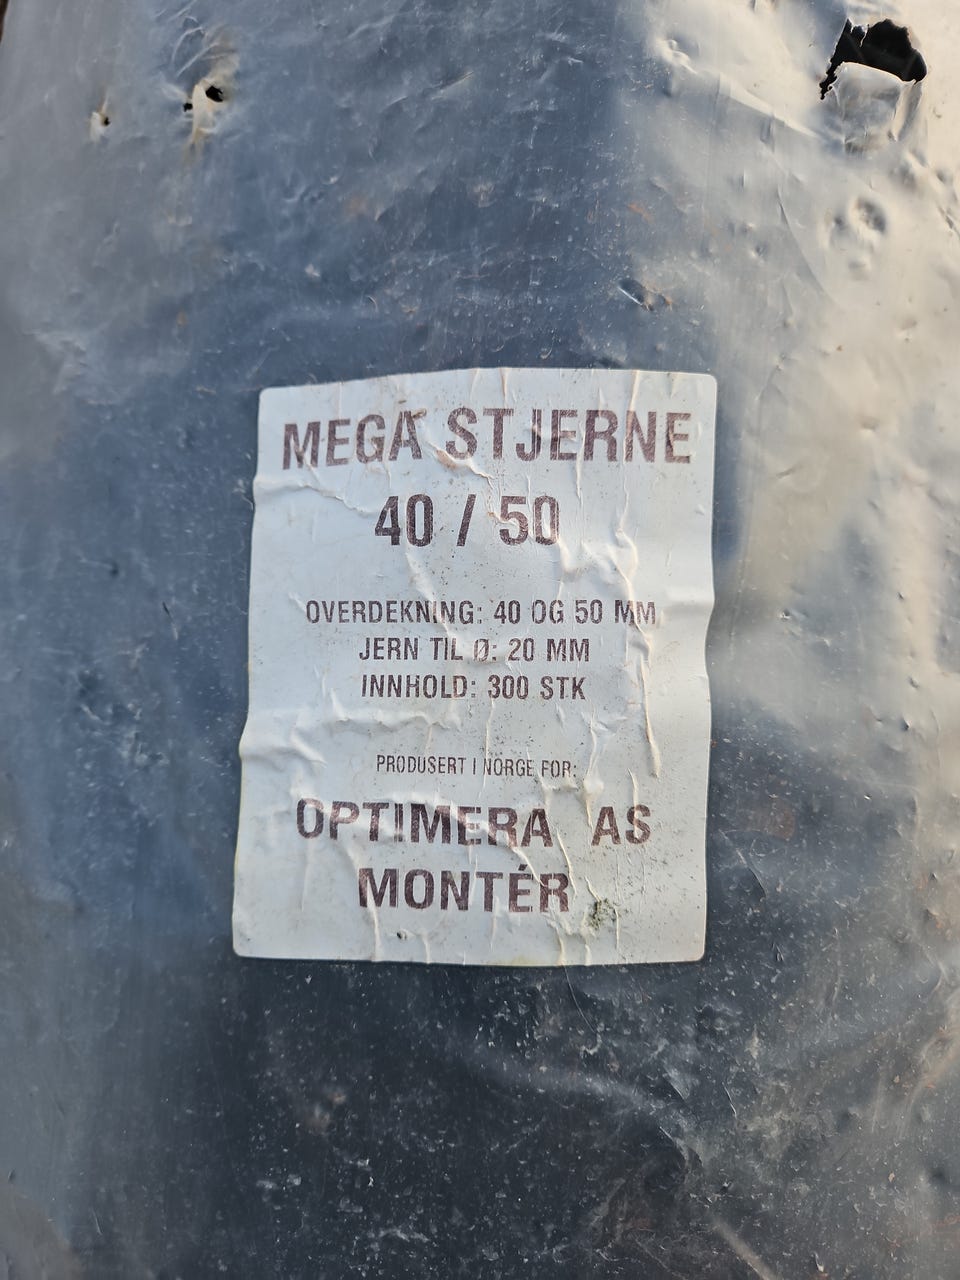 MEGA STJERNE
40 / 50
OVERDEKNING: 40 OG 50 MM
JERN TIL Ø: 20 MM
INNHOLD: 300 STK
PRODUSERT I NORGE FOR:
OPTIMERA AS
MONTÉR